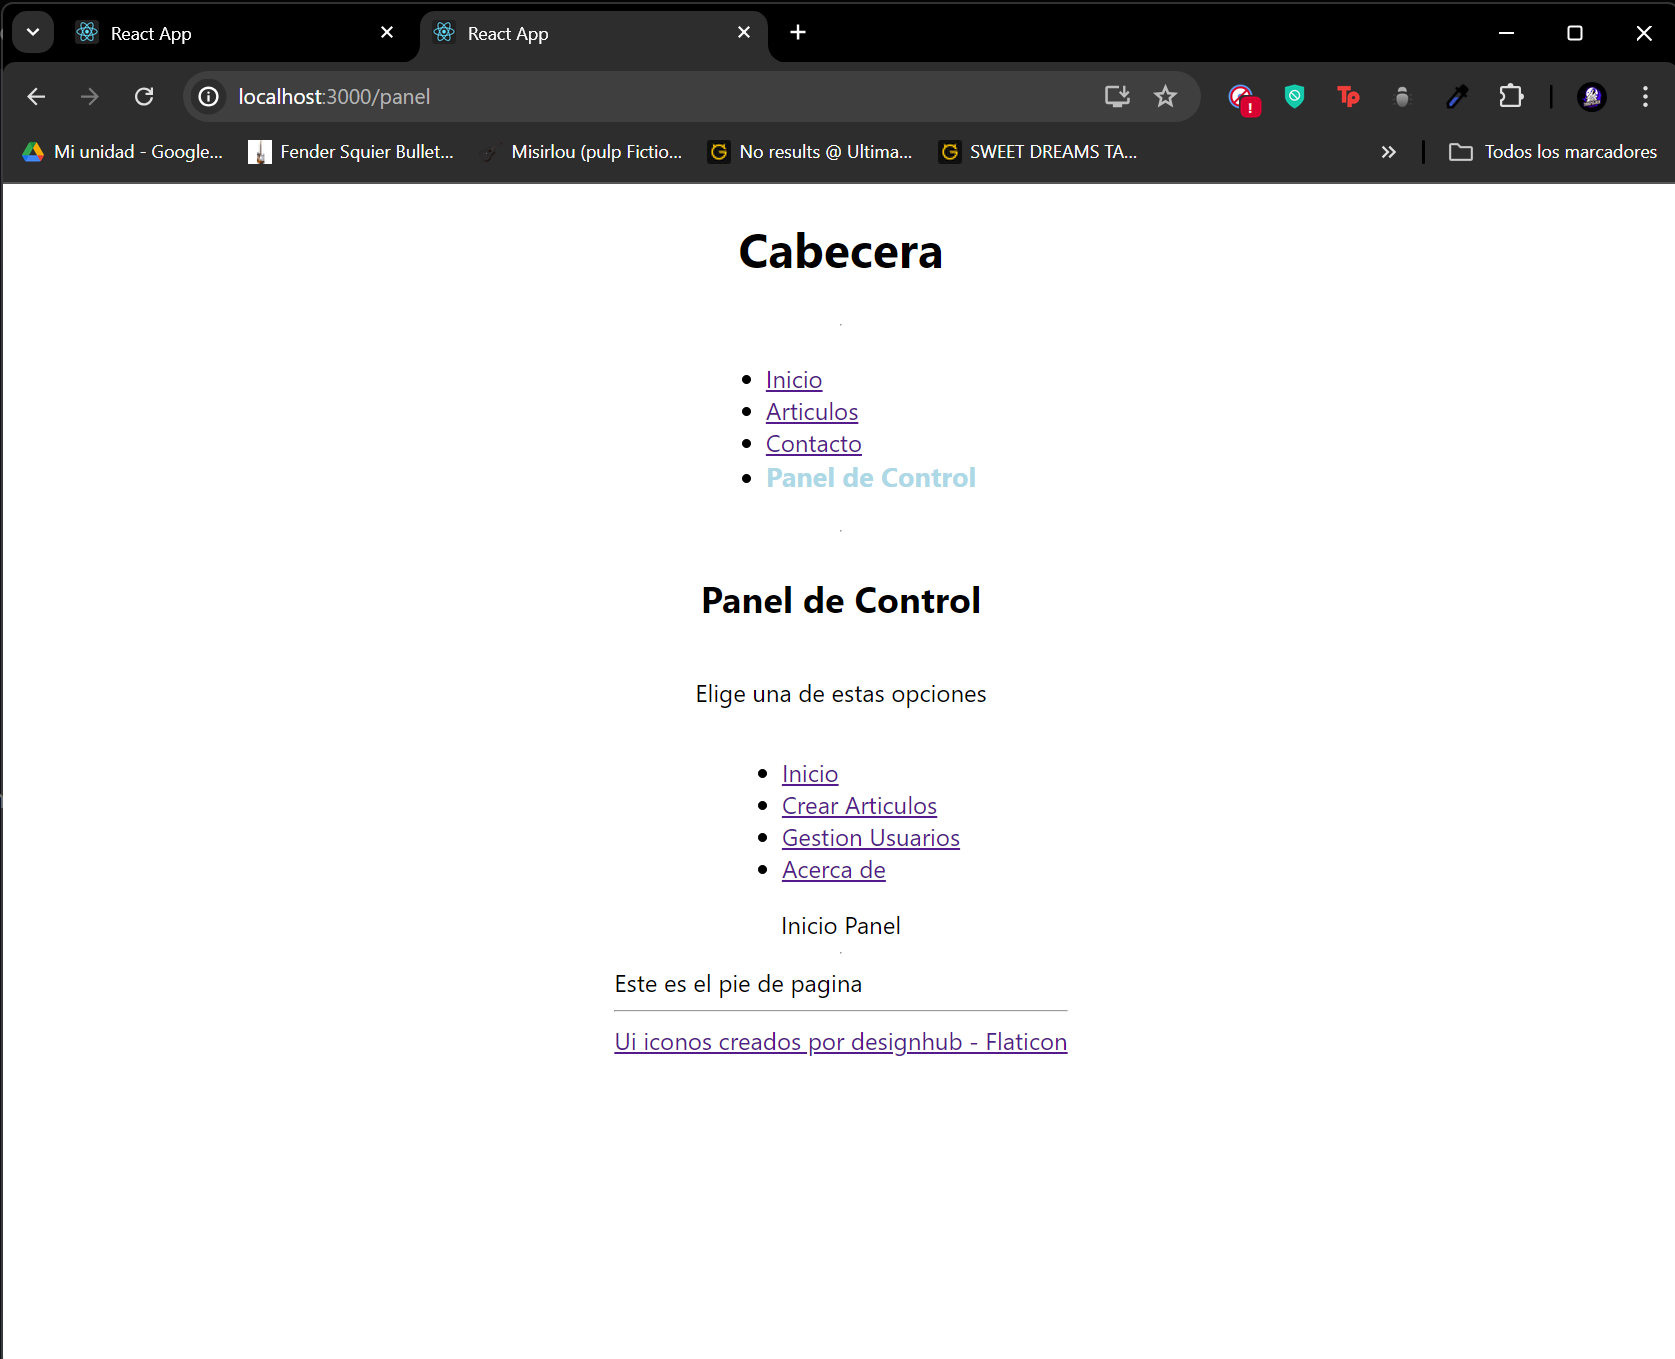 React App
React App
localhost:3000/panel
Tp
Mi unidad - Google...
Fender Squier Bullet...
Misirlou (pulp Fictio...
No results @ Ultima...
SWEET DREAMS TA...
Todos los marcadores
Cabecera
Inicio
Articulos
Contacto
Panel de Control
Panel de Control
Elige una de estas opciones
Inicio
Crear Articulos
Gestion Usuarios
Acerca de
Inicio Panel
Este es el pie de pagina
Ui iconos creados por designhub - Flaticon